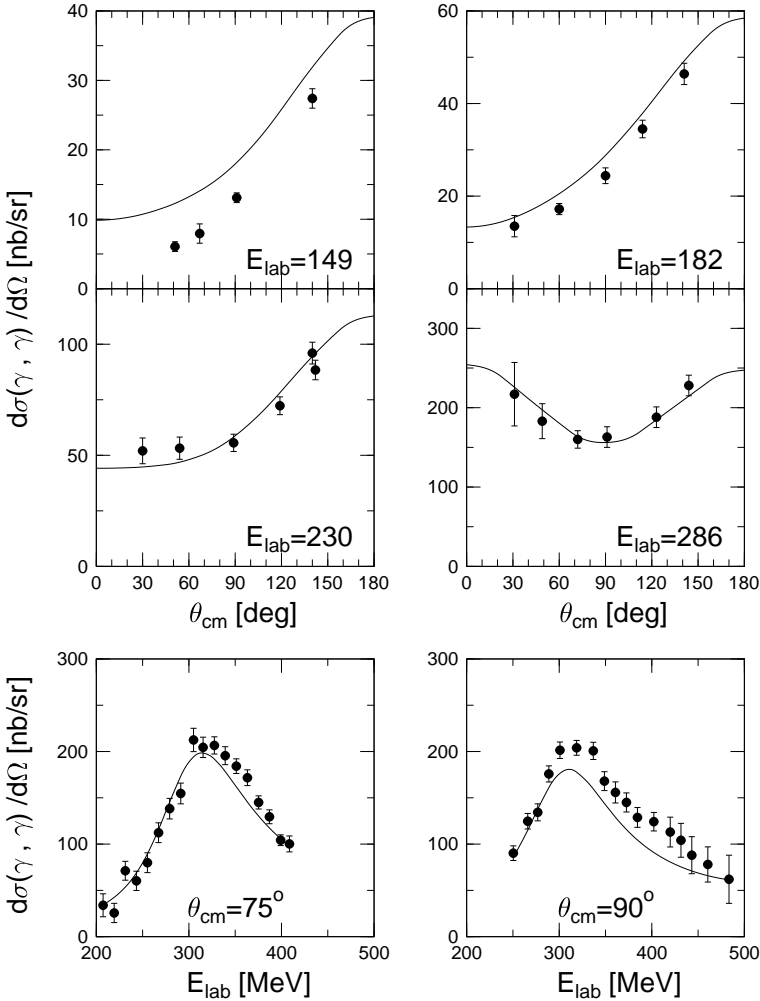 40
30
20
10
0
E_lab=149
60
40
20
0
E_lab=182
dσ(γ , γ) /dΩ [nb/sr]
100
50
0
E_lab=230
0 30 60 90 120 150 180
θ_cm [deg]
250
200
150
100
0
E_lab=286
0 30 60 90 120 150 180
θ_cm [deg]
dσ(γ , γ) /dΩ [nb/sr]
300
200
100
0
θ_cm=75°
200 300 400 500
E_lab [MeV]
300
200
100
0
θ_cm=90°
200 300 400 500
E_lab [MeV]